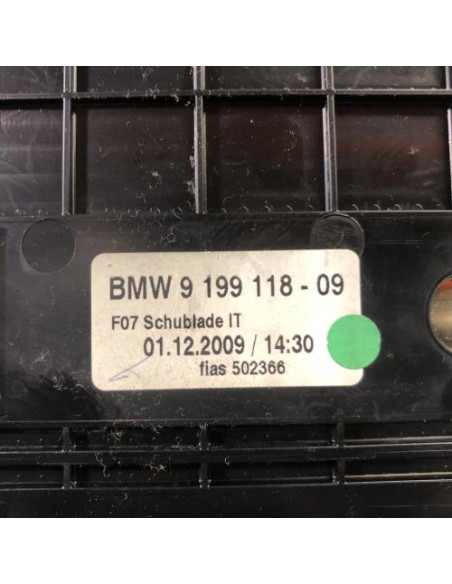 BMW 9 199 118 - 09
F07 Schublade IT
01.12.2009 / 14:30
fias 502366